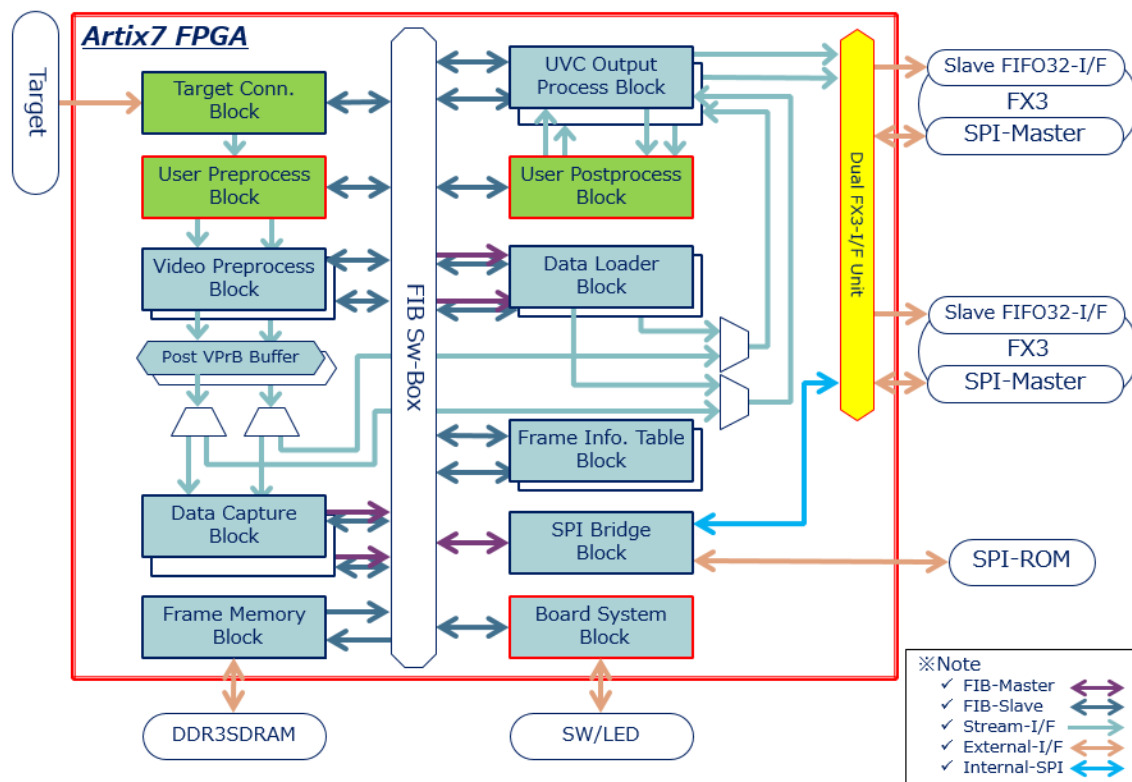 Artix7 FPGA
Target
Target Conn.
Block
User Preprocess
Block
Video Preprocess
Block
Post VPrB Buffer
Data Capture
Block
Frame Memory
Block
DDR3SDRAM
FIB Sw-Box
UVC Output
Process Block
User Postprocess
Block
Data Loader
Block
Frame Info. Table
Block
SPI Bridge
Block
Board System
Block
SW/LED
Dual FX3-I/F Unit
Slave FIFO32-I/F
FX3
SPI-Master
Slave FIFO32-I/F
FX3
SPI-Master
SPI-ROM
※Note
✓ FIB-Master
✓ FIB-Slave
✓ Stream-I/F
✓ External-I/F
✓ Internal-SPI